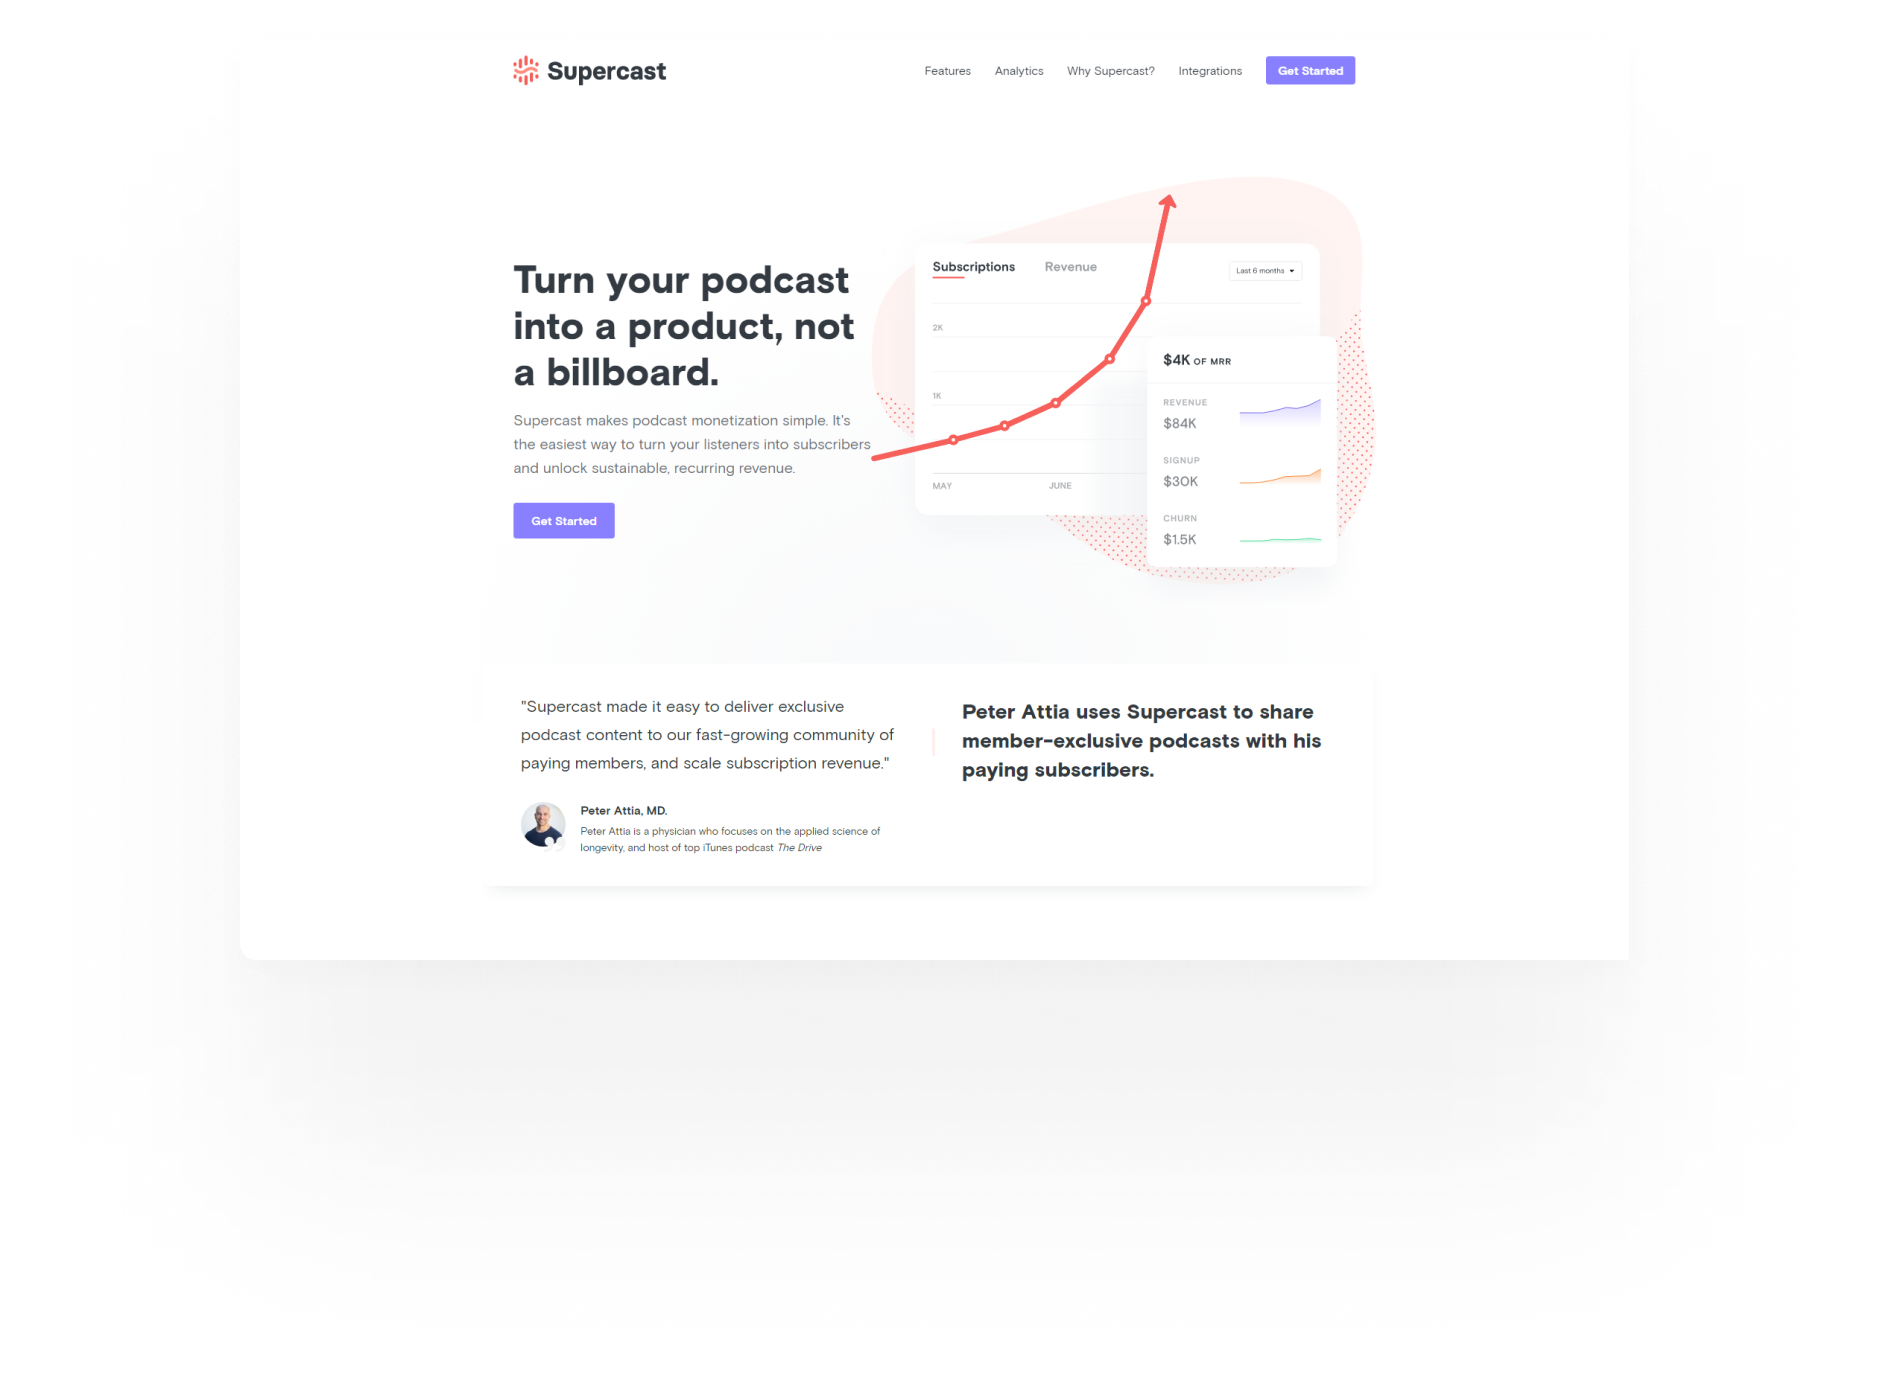 Supercast
Features
Analytics
Why Supercast?
Integrations
Get Started
Turn your podcast
into a product, not
a billboard.
Supercast makes podcast monetization simple. It's
the easiest way to turn your listeners into subscribers
and unlock sustainable, recurring revenue.
Get Started
Subscriptions
Revenue
Last 6 months
2K
1K
MAY
JUNE
$4K OF MRR
REVENUE
$84K
SIGNUP
$30K
CHURN
$1.5K
"Supercast made it easy to deliver exclusive
podcast content to our fast-growing community of
paying members, and scale subscription revenue."
Peter Attia, MD.
Peter Attia is a physician who focuses on the applied science of
longevity, and host of top iTunes podcast The Drive
Peter Attia uses Supercast to share
member-exclusive podcasts with his
paying subscribers.